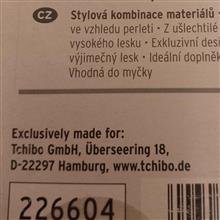 CZ
Stylová kombinace materiálů •
ve vzhledu perleti • Z ušlechtilé
vysokého lesku • Exkluzivní desi
výjimečný lesk • Ideální doplněk
Vhodná do myčky
Exclusively made for:
Tchibo GmbH, Überseering 18,
D-22297 Hamburg, www.tchibo.de
226604